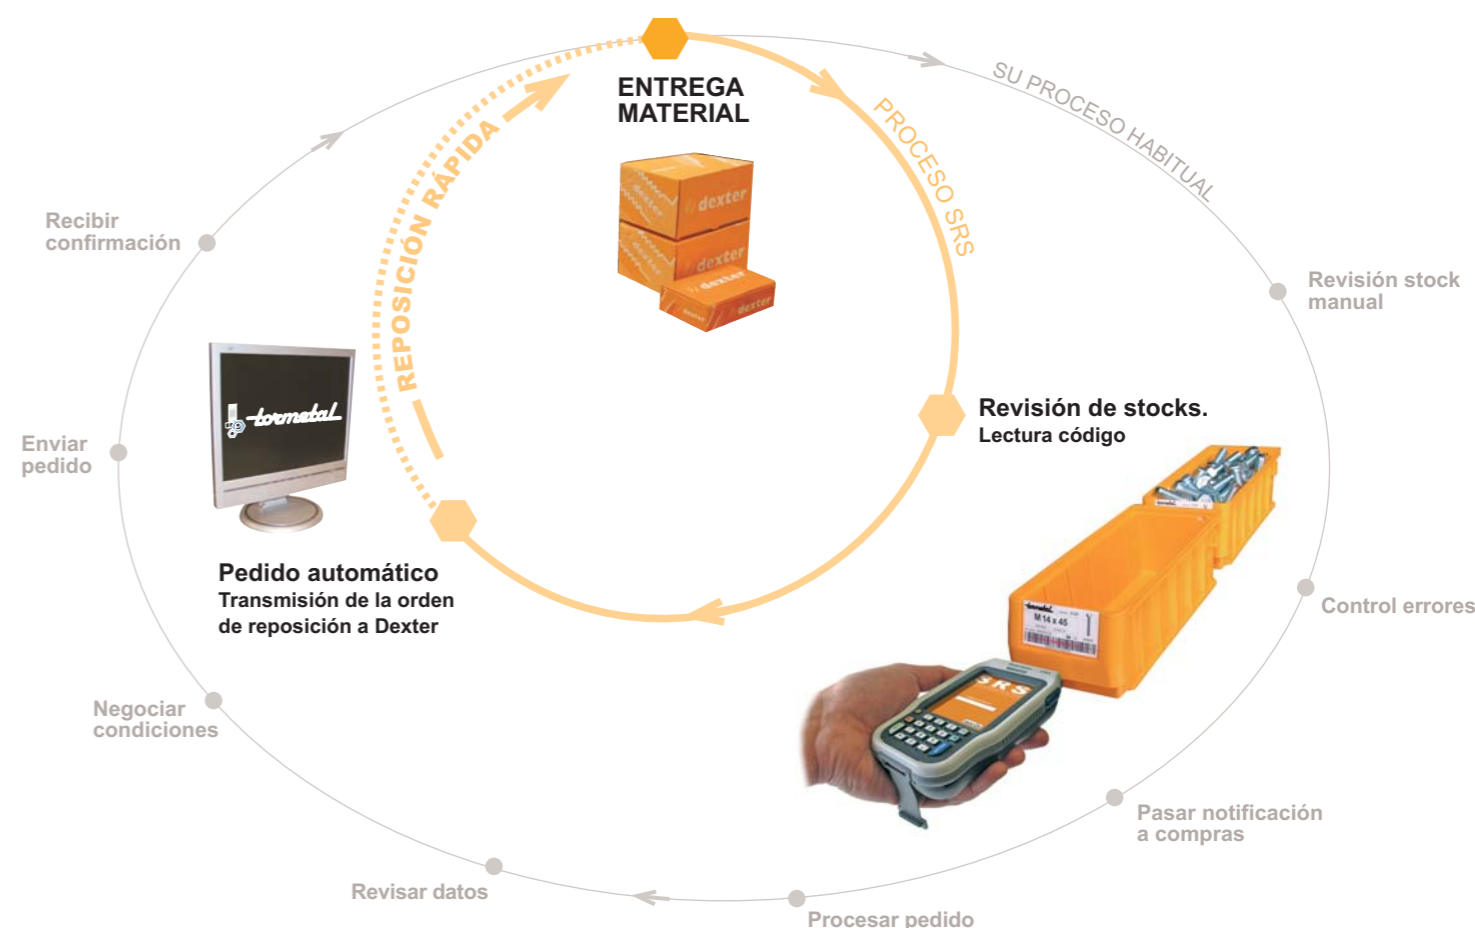 ENTREGA
MATERIAL
PROCESO SRS
SU PROCESO HABITUAL
REPOSICIÓN RÁPIDA
dexter
dexter
dexter
dexter
Recibir
confirmación
Revisión stock
manual
tormetal
Revisión de stocks.
Lectura código
Enviar
pedido
Pedido automático
Transmisión de la orden
de reposición a Dexter
Control errores
tormetal
M 14 x 45
SRS
Negociar
condiciones
Pasar notificación
a compras
Revisar datos
Procesar pedido